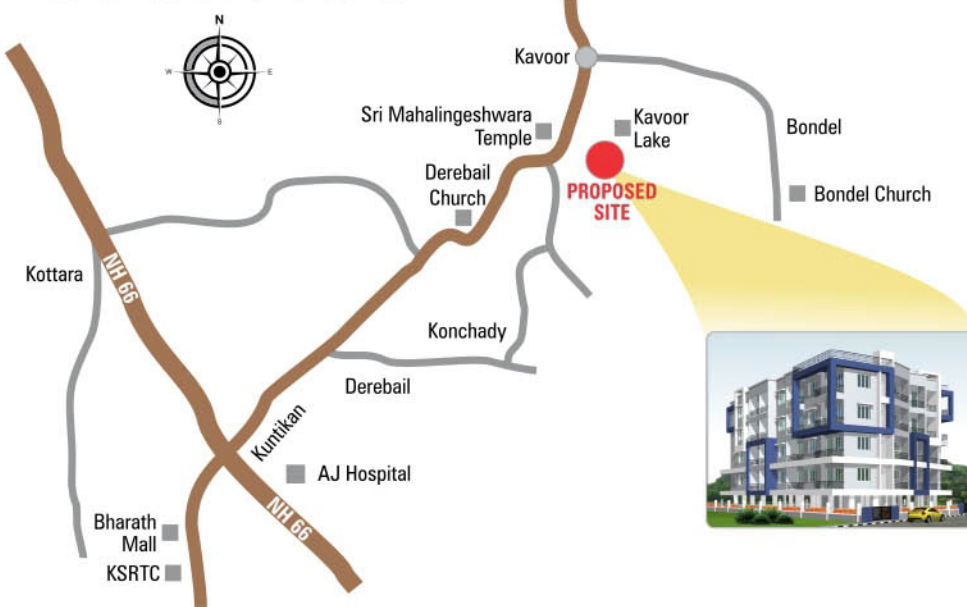 N
W
E
S
Kavoor
Sri Mahalingeshwara
Temple
Kavoor
Lake
Bondel
Derebail
Church
PROPOSED
SITE
Bondel Church
Kottara
NH 66
Konchady
Derebail
Kuntikan
AJ Hospital
NH 66
Bharath
Mall
KSRTC